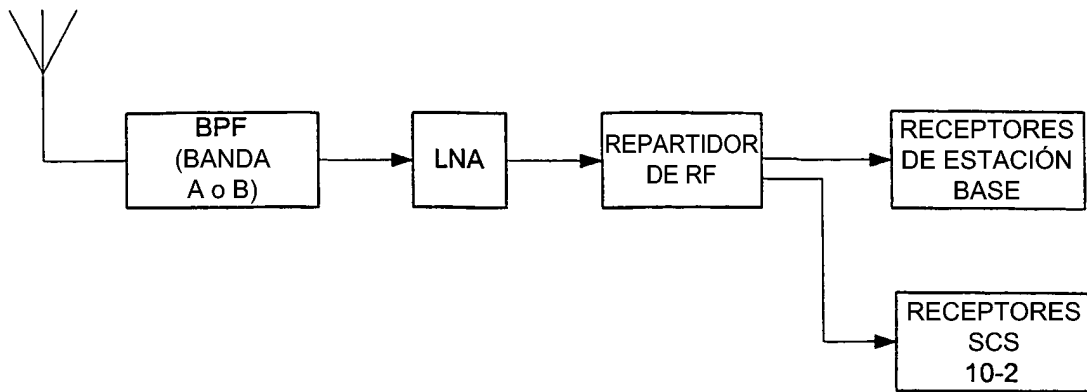 BPF
(BANDA
A o B)
LNA
REPARTIDOR
DE RF
RECEPTORES
DE ESTACIÓN
BASE
RECEPTORES
SCS
10-2